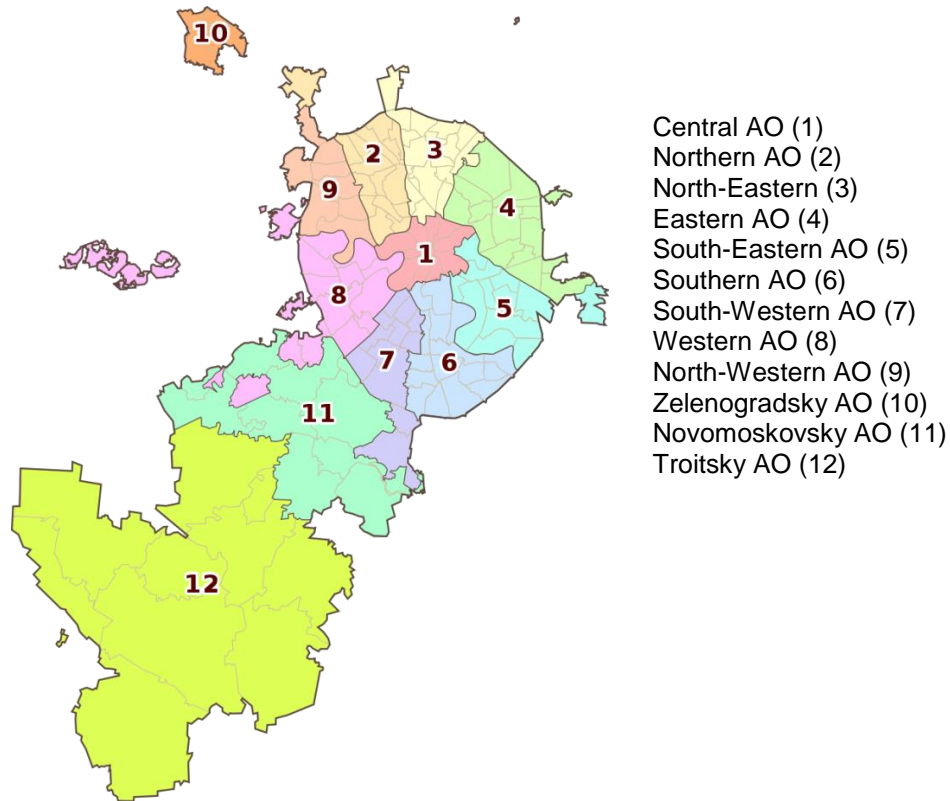 10
2
3
9
4
1
8
5
7
6
11
12
Central AO (1)
Northern AO (2)
North-Eastern (3)
Eastern AO (4)
South-Eastern AO (5)
Southern AO (6)
South-Western AO (7)
Western AO (8)
North-Western AO (9)
Zelenogradsky AO (10)
Novomoskovsky AO (11)
Troitsky AO (12)